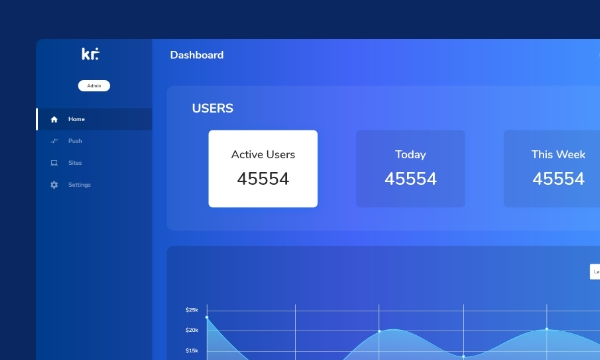 kr.
Dashboard
Admin
Home
Push
Sites
Settings
USERS
Active Users
Today
This Week
45554
45554
45554
$25k
$20k
$15k